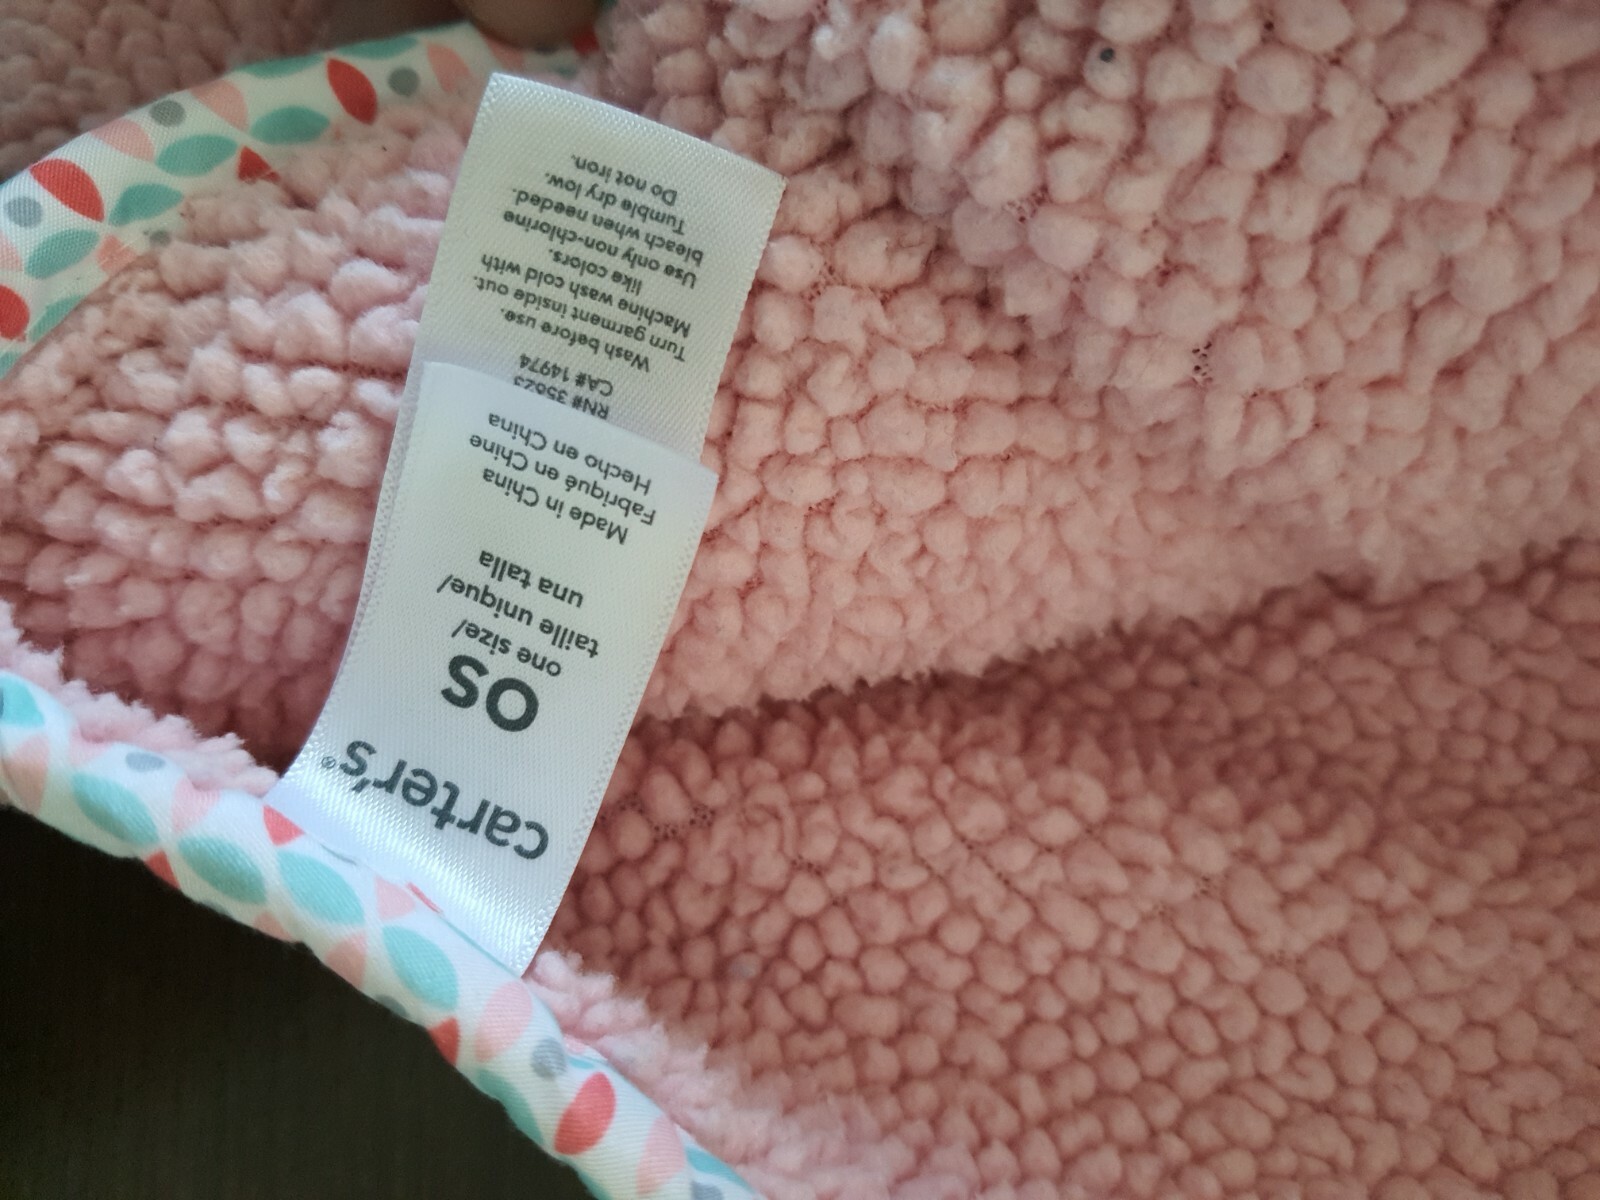 carter's®
OS
one size/
taille unique/
una talla
Made in China
Fabriqué en Chine
Hecho en China
RN# 35623
CA# 14974
Wash before use.
Turn garment inside out.
Machine wash cold with
like colors.
Use only non-chlorine
bleach when needed.
Tumble dry low.
Do not iron.